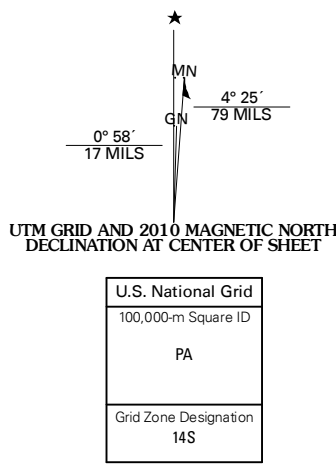 MN
4° 25´
79 MILS
GN
0° 58´
17 MILS
UTM GRID AND 2010 MAGNETIC NORTH
DECLINATION AT CENTER OF SHEET
U.S. National Grid
100,000-m Square ID
PA
Grid Zone Designation
14S